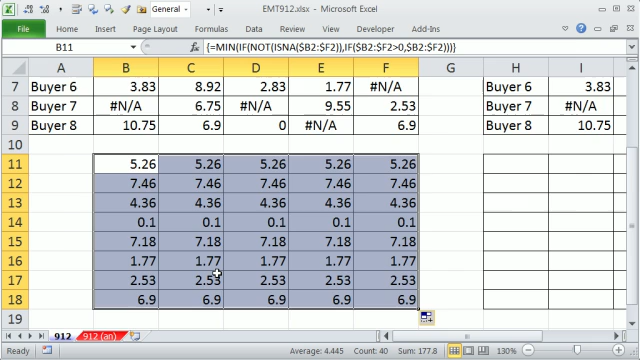 EMT912.xlsx - Microsoft Excel
General
File Home Insert Page Layout Formulas Data Review View Add-Ins Developer
B11 fx {=MIN(IF(NOT(ISNA($B2:$F2)),IF($B2:$F2>0,$B2:$F2)))}
A B C D E F G H I
7 Buyer 6 3.83 8.92 2.83 1.77 #N/A Buyer 6 3.83
8 Buyer 7 #N/A 6.75 #N/A 9.55 2.53 Buyer 7 #N/A
9 Buyer 8 10.75 6.9 0 #N/A 6.9 Buyer 8 10.75
10
11 5.26 5.26 5.26 5.26 5.26
12 7.46 7.46 7.46 7.46 7.46
13 4.36 4.36 4.36 4.36 4.36
14 0.1 0.1 0.1 0.1 0.1
15 7.18 7.18 7.18 7.18 7.18
16 1.77 1.77 1.77 1.77 1.77
17 2.53 2.53 2.53 2.53 2.53
18 6.9 6.9 6.9 6.9 6.9
19
912 912 (an)
Ready Average: 4.445 Count: 40 Sum: 177.8 130%